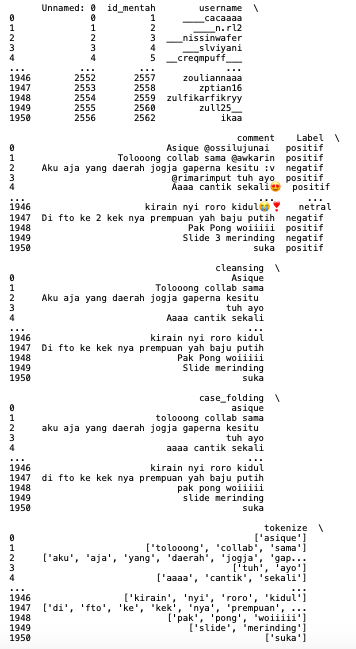 Unnamed: 0 id_mentah username \
0 0 1 ____cacaaaa
1 1 2 ____n.rl2
2 2 3 ___nissinwafer
3 3 4 ___slviyani
4 4 5 __creqmpuff___
... ... ... ...
1946 2552 2557 zouliannaaa
1947 2553 2558 zptian16
1948 2554 2559 zulfikarfikryy
1949 2555 2560 zull25__
1950 2556 2562 ikaa
comment Label \
0 Asique @ossilujunai positif
1 Tolooong collab sama @awkarin positif
2 Aku aja yang daerah jogja gaperna kesitu :v negatif
3 @rimarimput tuh ayo positif
4 Aaaa cantik sekali😍 positif
... ... ...
1946 kirain nyi roro kidul😭❣️ netral
1947 Di fto ke 2 kek nya prempuan yah baju putih negatif
1948 Pak Pong woiiiii positif
1949 Slide 3 merinding negatif
1950 suka positif
cleansing \
0 Asique
1 Tolooong collab sama
2 Aku aja yang daerah jogja gaperna kesitu
3 tuh ayo
4 Aaaa cantik sekali
... ...
1946 kirain nyi roro kidul
1947 Di fto ke kek nya prempuan yah baju putih
1948 Pak Pong woiiiii
1949 Slide merinding
1950 suka
case_folding \
0 asique
1 tolooong collab sama
2 aku aja yang daerah jogja gaperna kesitu
3 tuh ayo
4 aaaa cantik sekali
... ...
1946 kirain nyi roro kidul
1947 di fto ke kek nya prempuan yah baju putih
1948 pak pong woiiiii
1949 slide merinding
1950 suka
tokenize \
0 ['asique']
1 ['tolooong', 'collab', 'sama']
2 ['aku', 'aja', 'yang', 'daerah', 'jogja', 'gap...
3 ['tuh', 'ayo']
4 ['aaaa', 'cantik', 'sekali']
... ...
1946 ['kirain', 'nyi', 'roro', 'kidul']
1947 ['di', 'fto', 'ke', 'kek', 'nya', 'prempuan', ...
1948 ['pak', 'pong', 'woiiiii']
1949 ['slide', 'merinding']
1950 ['suka']